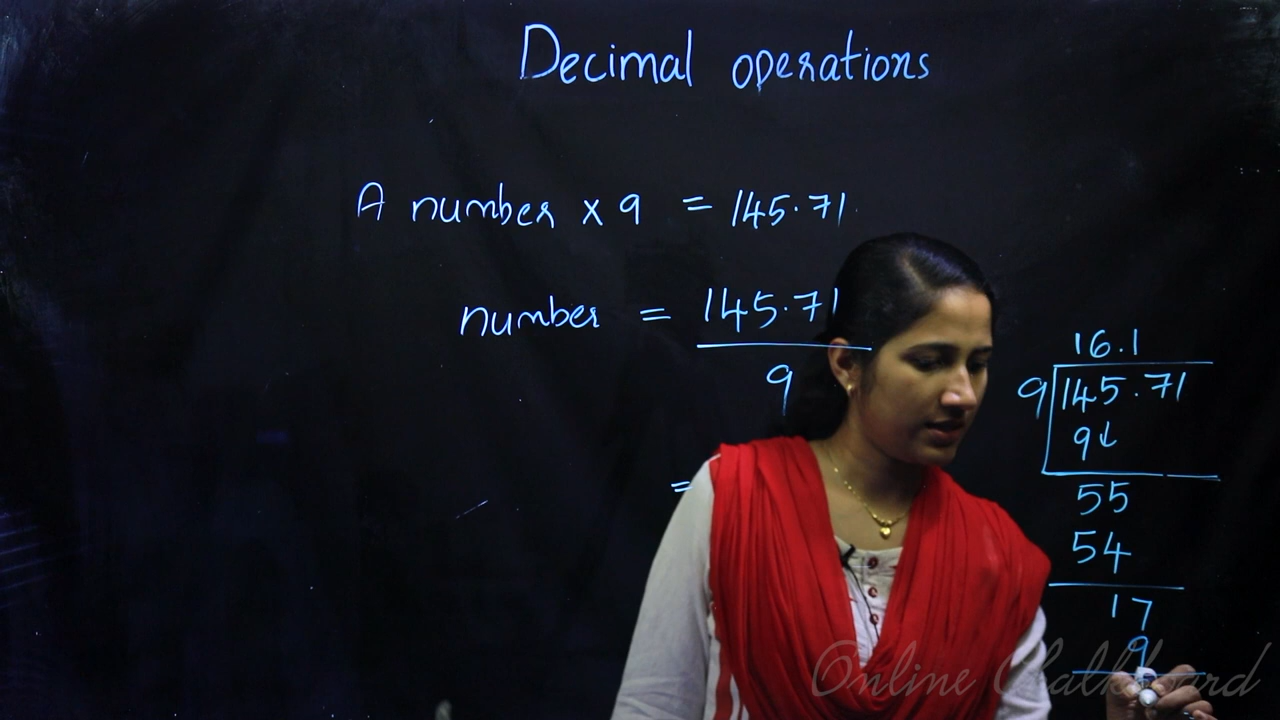 Decimal operations
A number x 9 = 145.71
number = 145.71
9
=
16.1
9 145.71
9↓
55
54
17
9
Online Chalkboard